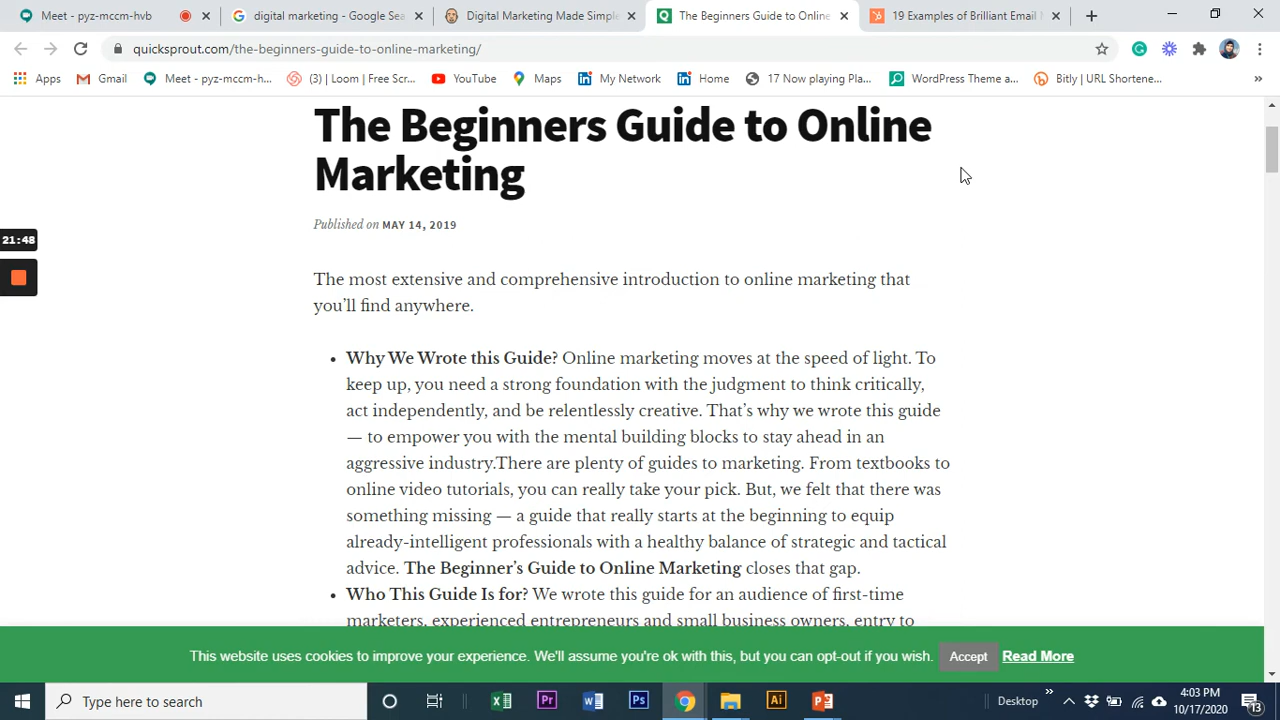 Meet - pyz-mccm-hvb
digital marketing - Google S
Digital Marketing Made Simple
The Beginners Guide to Online
19 Examples of Brilliant Email M
quicksprout.com/the-beginners-guide-to-online-marketing/
Apps
Gmail
Meet - pyz-mccm-h...
(3) | Loom | Free Scr...
YouTube
Maps
My Network
Home
17 Now playing Pla...
WordPress Theme a...
Bitly | URL Shortene...
The Beginners Guide to Online
Marketing
Published on MAY 14, 2019
21:48
The most extensive and comprehensive introduction to online marketing that
you'll find anywhere.
• Why We Wrote this Guide? Online marketing moves at the speed of light. To
keep up, you need a strong foundation with the judgment to think critically,
act independently, and be relentlessly creative. That's why we wrote this guide
— to empower you with the mental building blocks to stay ahead in an
aggressive industry.There are plenty of guides to marketing. From textbooks to
online video tutorials, you can really take your pick. But, we felt that there was
something missing — a guide that really starts at the beginning to equip
already-intelligent professionals with a healthy balance of strategic and tactical
advice. The Beginner's Guide to Online Marketing closes that gap.
• Who This Guide Is for? We wrote this guide for an audience of first-time
marketers, experienced entrepreneurs and small business owners, entry to
This website uses cookies to improve your experience. We'll assume you're ok with this, but you can opt-out if you wish.
Accept
Read More
Type here to search
Pr
Ps
Ai
Desktop
4:03 PM
10/17/2020
13